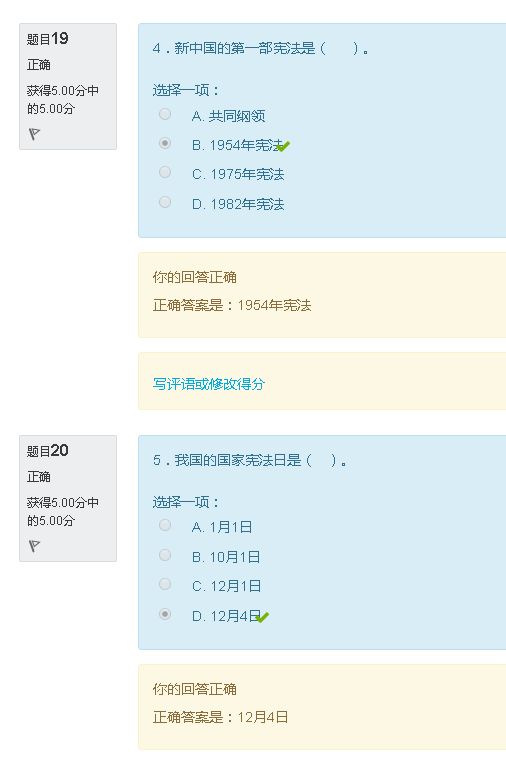 题目19
正确
获得5.00分中
的5.00分
4．新中国的第一部宪法是（　　）。
选择一项：
A. 共同纲领
B. 1954年宪法
C. 1975年宪法
D. 1982年宪法
你的回答正确
正确答案是：1954年宪法
写评语或修改得分
题目20
正确
获得5.00分中
的5.00分
5．我国的国家宪法日是（　）。
选择一项：
A. 1月1日
B. 10月1日
C. 12月1日
D. 12月4日
你的回答正确
正确答案是：12月4日